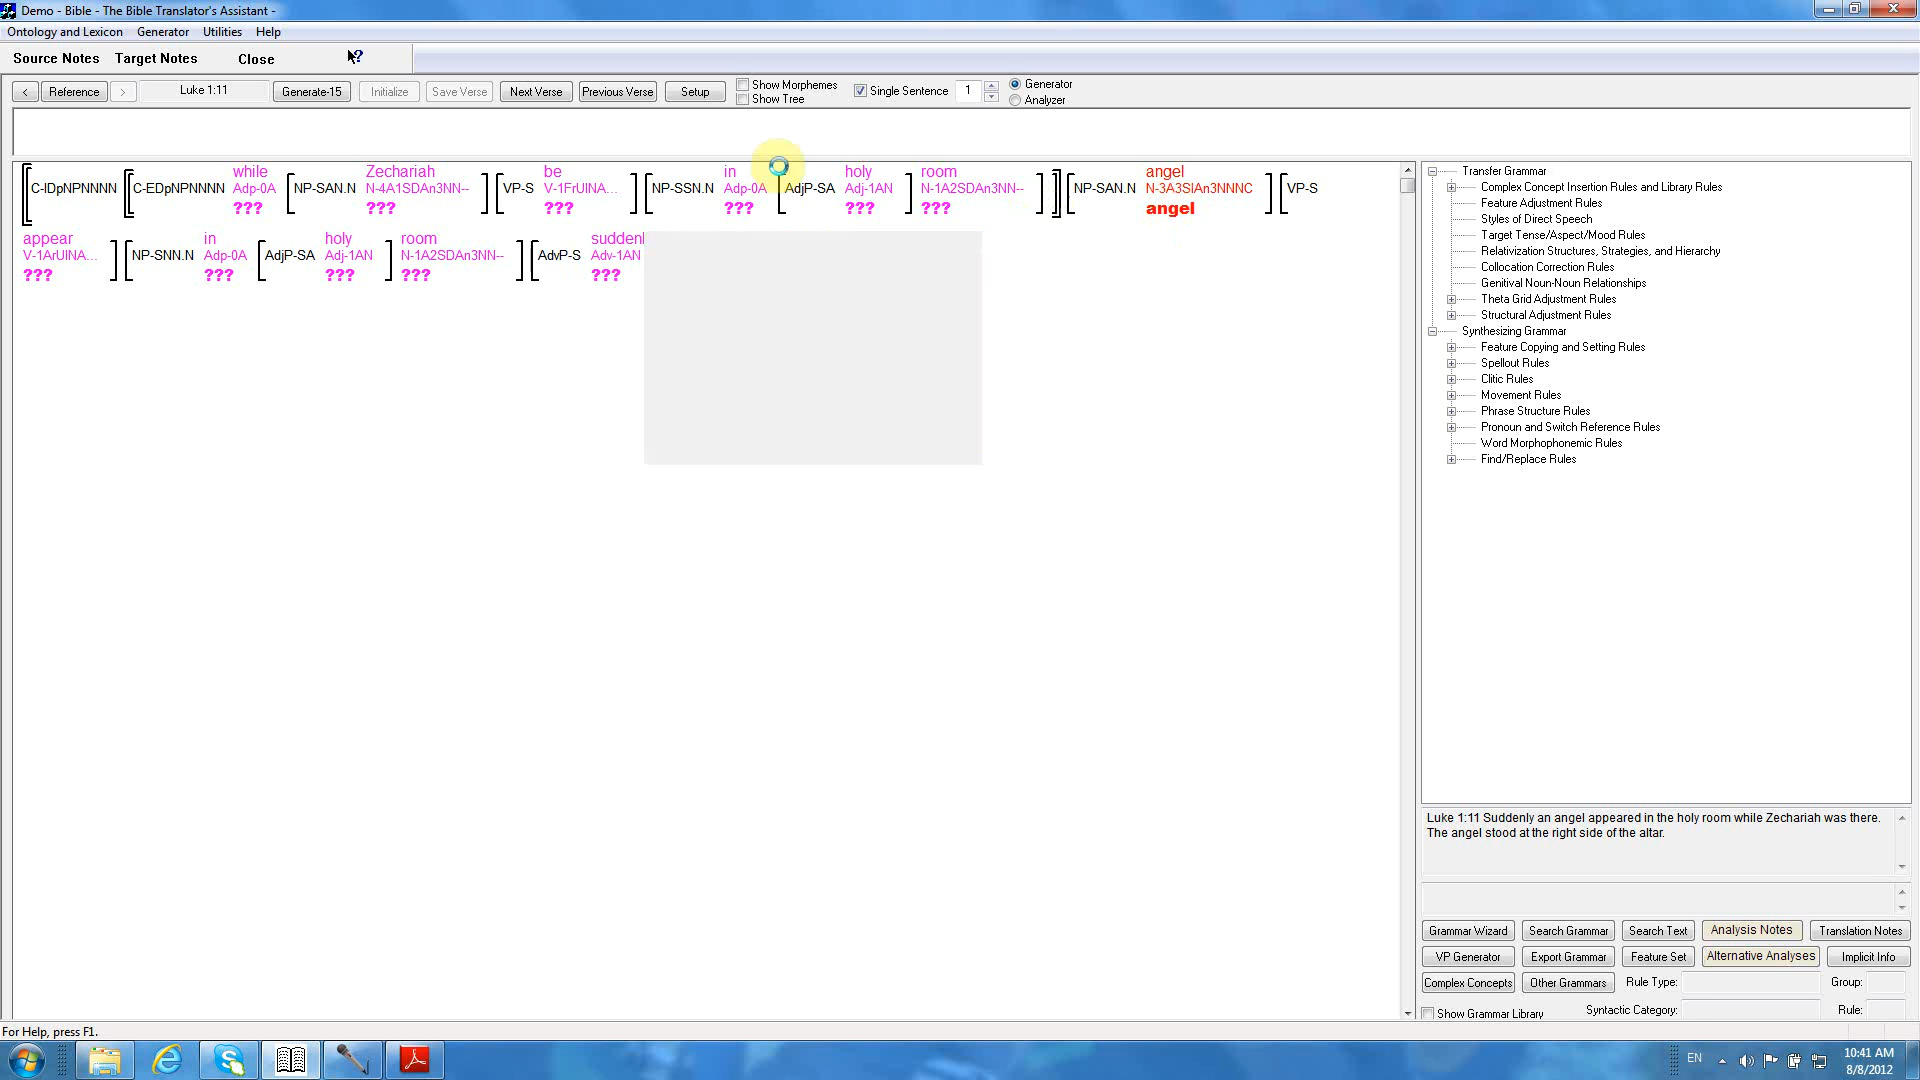 Demo - Bible - The Bible Translator's Assistant -
Ontology and Lexicon Generator Utilities Help
Source Notes Target Notes Close ?
< Reference > Luke 1:11 Generate-15 Initialize Save Verse Next Verse Previous Verse Setup Show Morphemes Show Tree Single Sentence 1 Generator Analyzer
while Zechariah be in holy room angel
C-IDpNPNNNN C-EDpNPNNNN Adp-0A NP-SAN.N N-4A1SDAn3NN-- VP-S V-1FrUINA... NP-SSN.N Adp-0A AdjP-SA Adj-1AN N-1A2SDAn3NN-- NP-SAN.N N-3A3SIAn3NNNC VP-S
??? ??? ??? ??? ??? ??? angel
appear in holy room suddenl
V-1ArUINA... NP-SNN.N Adp-0A AdjP-SA Adj-1AN N-1A2SDAn3NN-- AdvP-S Adv-1AN
??? ??? ??? ??? ???
Transfer Grammar
Complex Concept Insertion Rules and Library Rules
Feature Adjustment Rules
Styles of Direct Speech
Target Tense/Aspect/Mood Rules
Relativization Structures, Strategies, and Hierarchy
Collocation Correction Rules
Genitival Noun-Noun Relationships
Theta Grid Adjustment Rules
Structural Adjustment Rules
Synthesizing Grammar
Feature Copying and Setting Rules
Spellout Rules
Clitic Rules
Movement Rules
Phrase Structure Rules
Pronoun and Switch Reference Rules
Word Morphophonemic Rules
Find/Replace Rules
Luke 1:11 Suddenly an angel appeared in the holy room while Zechariah was there.
The angel stood at the right side of the altar.
Grammar Wizard Search Grammar Search Text Analysis Notes Translation Notes
VP Generator Export Grammar Feature Set Alternative Analyses Implicit Info
Complex Concepts Other Grammars Rule Type: Group:
Show Grammar Library Syntactic Category: Rule:
For Help, press F1.
EN 10:41 AM
8/8/2012